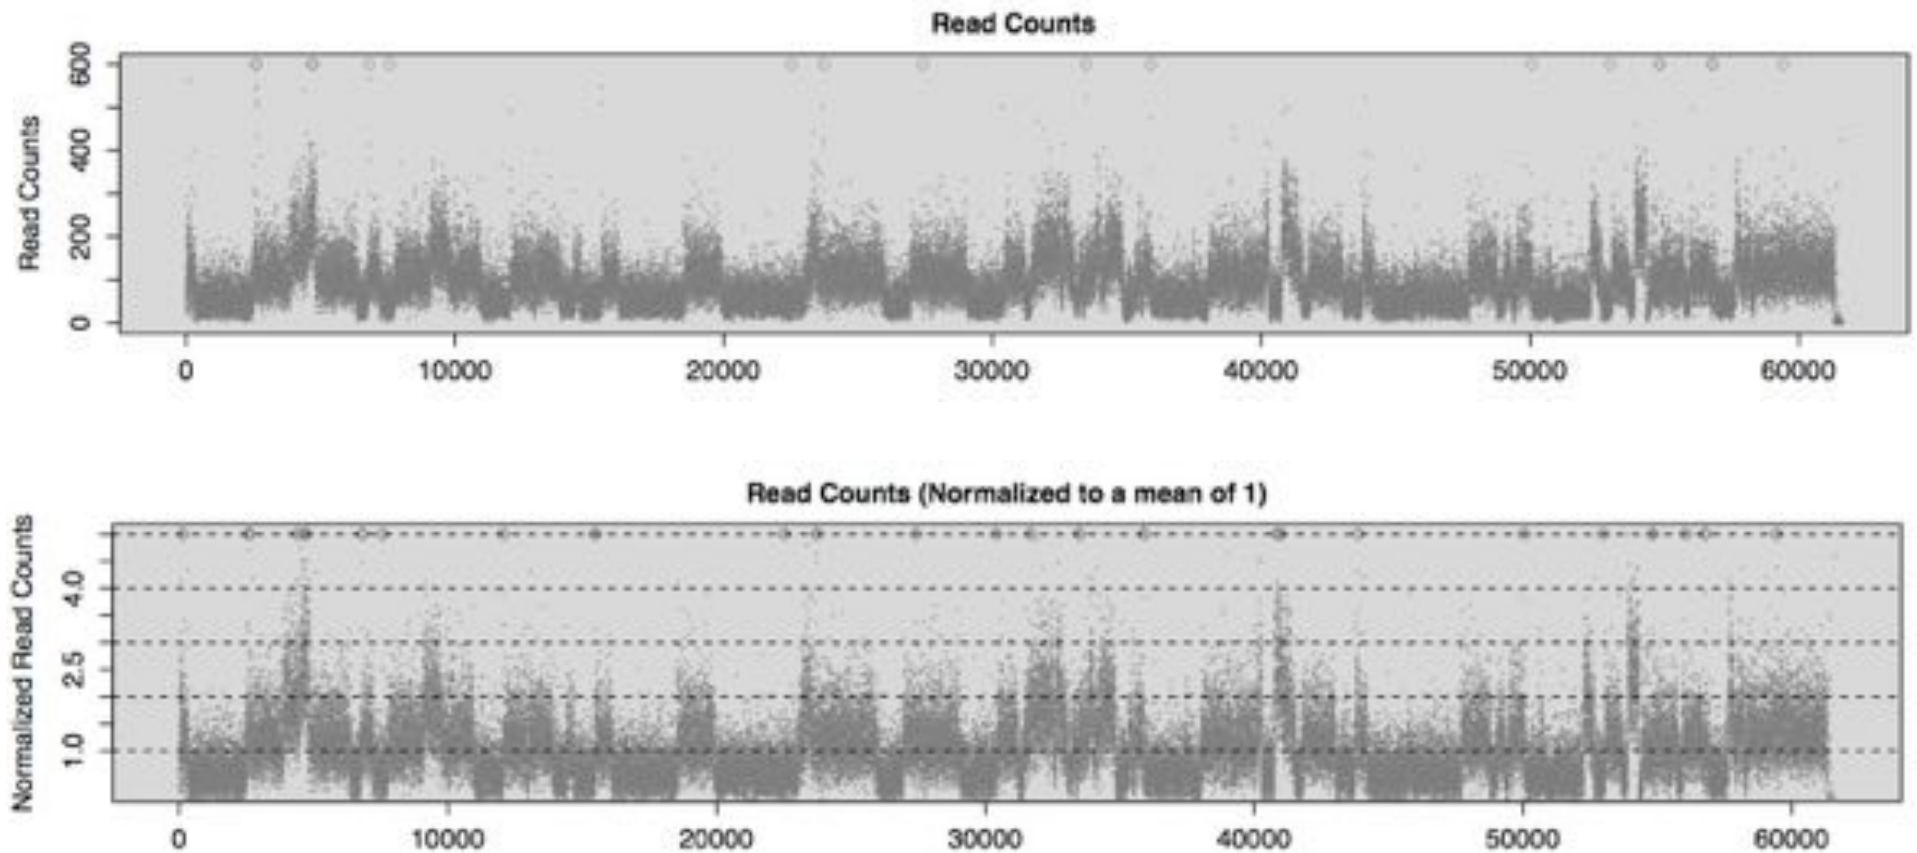 Read Counts
Read Counts
600
400
200
0
0 10000 20000 30000 40000 50000 60000
Read Counts (Normalized to a mean of 1)
Normalized Read Counts
4.0
2.5
1.0
0 10000 20000 30000 40000 50000 60000